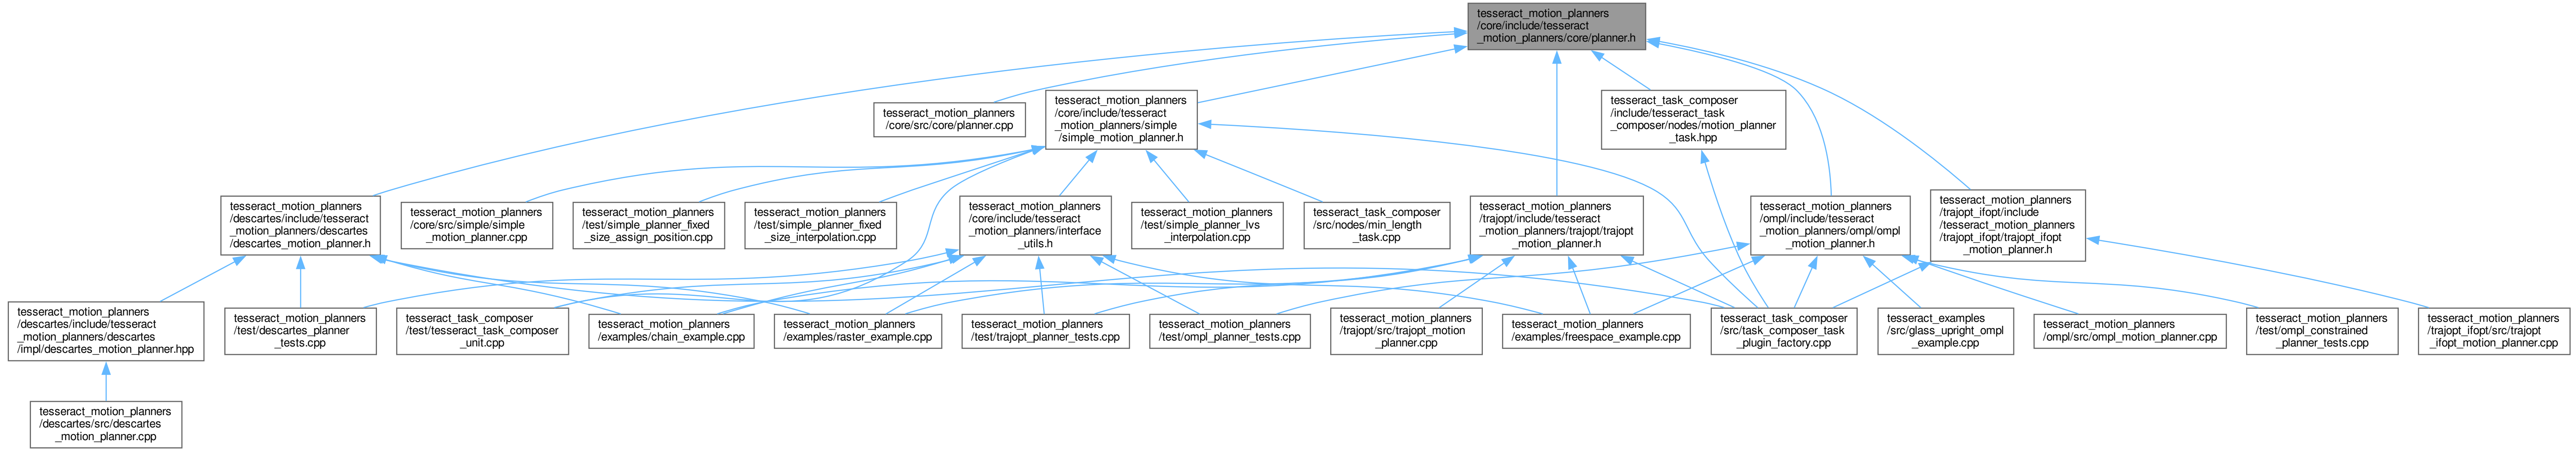 tesseract_motion_planners
/core/include/tesseract
_motion_planners/core/planner.h
tesseract_motion_planners
/core/src/core/planner.cpp
tesseract_motion_planners
/core/include/tesseract
_motion_planners/simple
/simple_motion_planner.h
tesseract_task_composer
/include/tesseract_task
_composer/nodes/motion_planner
_task.hpp
tesseract_motion_planners
/descartes/include/tesseract
_motion_planners/descartes
/descartes_motion_planner.h
tesseract_motion_planners
/core/src/simple/simple
_motion_planner.cpp
tesseract_motion_planners
/test/simple_planner_fixed
_size_assign_position.cpp
tesseract_motion_planners
/test/simple_planner_fixed
_size_interpolation.cpp
tesseract_motion_planners
/core/include/tesseract
_motion_planners/interface
_utils.h
tesseract_motion_planners
/test/simple_planner_lvs
_interpolation.cpp
tesseract_task_composer
/src/nodes/min_length
_task.cpp
tesseract_motion_planners
/trajopt/include/tesseract
_motion_planners/trajopt/trajopt
_motion_planner.h
tesseract_motion_planners
/ompl/include/tesseract
_motion_planners/ompl/ompl
_motion_planner.h
tesseract_motion_planners
/trajopt_ifopt/include
/tesseract_motion_planners
/trajopt_ifopt/trajopt_ifopt
_motion_planner.h
tesseract_motion_planners
/descartes/include/tesseract
_motion_planners/descartes
/impl/descartes_motion_planner.hpp
tesseract_motion_planners
/test/descartes_planner
_tests.cpp
tesseract_task_composer
/test/tesseract_task_composer
_unit.cpp
tesseract_motion_planners
/examples/chain_example.cpp
tesseract_motion_planners
/examples/raster_example.cpp
tesseract_motion_planners
/test/trajopt_planner_tests.cpp
tesseract_motion_planners
/test/ompl_planner_tests.cpp
tesseract_motion_planners
/trajopt/src/trajopt_motion
_planner.cpp
tesseract_motion_planners
/examples/freespace_example.cpp
tesseract_task_composer
/src/task_composer_task
_plugin_factory.cpp
tesseract_examples
/src/glass_upright_ompl
_example.cpp
tesseract_motion_planners
/ompl/src/ompl_motion_planner.cpp
tesseract_motion_planners
/test/ompl_constrained
_planner_tests.cpp
tesseract_motion_planners
/trajopt_ifopt/src/trajopt
_ifopt_motion_planner.cpp
tesseract_motion_planners
/descartes/src/descartes
_motion_planner.cpp